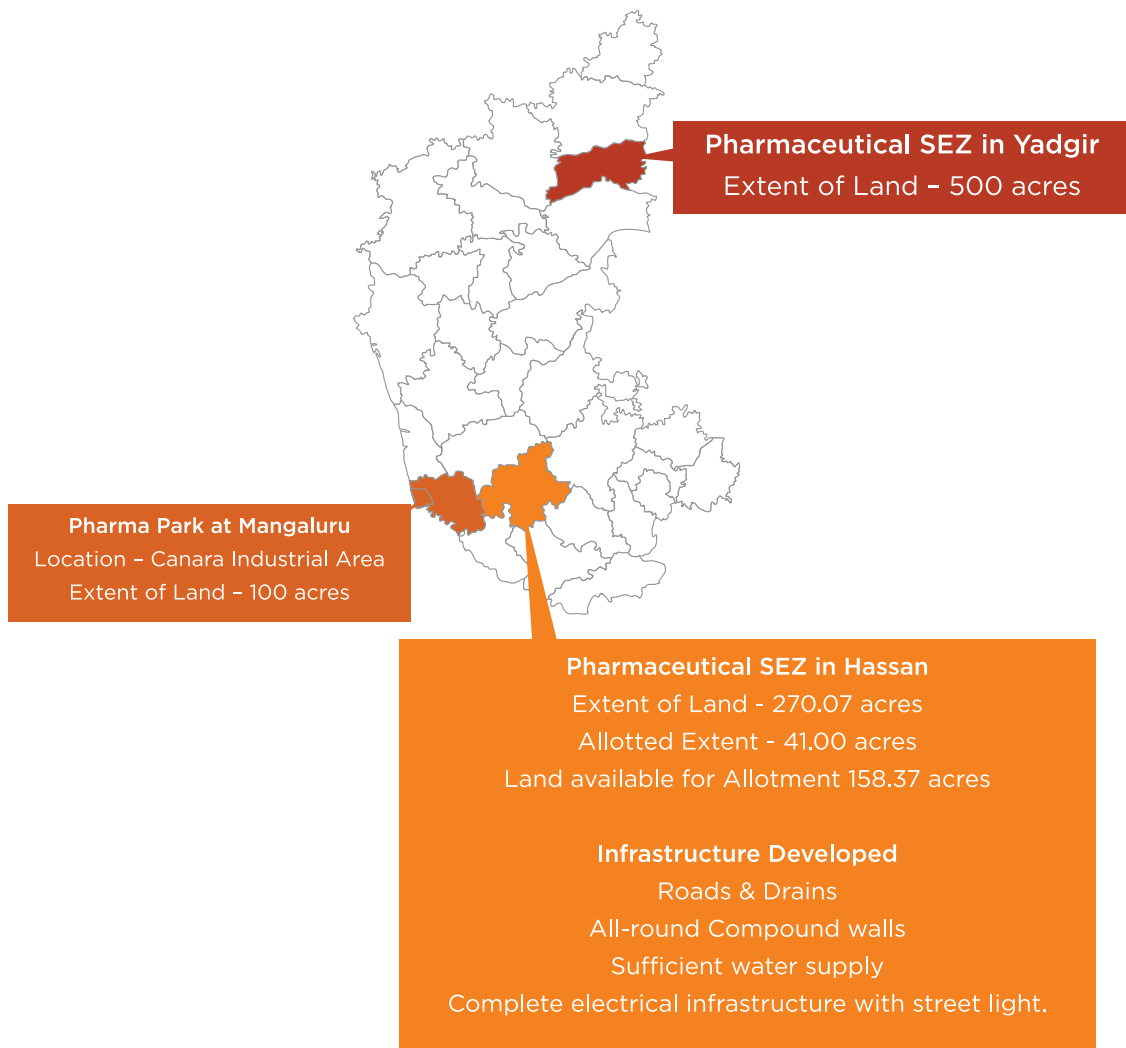 Pharmaceutical SEZ in Yadgir
Extent of Land – 500 acres
Pharma Park at Mangaluru
Location – Canara Industrial Area
Extent of Land – 100 acres
Pharmaceutical SEZ in Hassan
Extent of Land - 270.07 acres
Allotted Extent - 41.00 acres
Land available for Allotment 158.37 acres
Infrastructure Developed
Roads & Drains
All-round Compound walls
Sufficient water supply
Complete electrical infrastructure with street light.